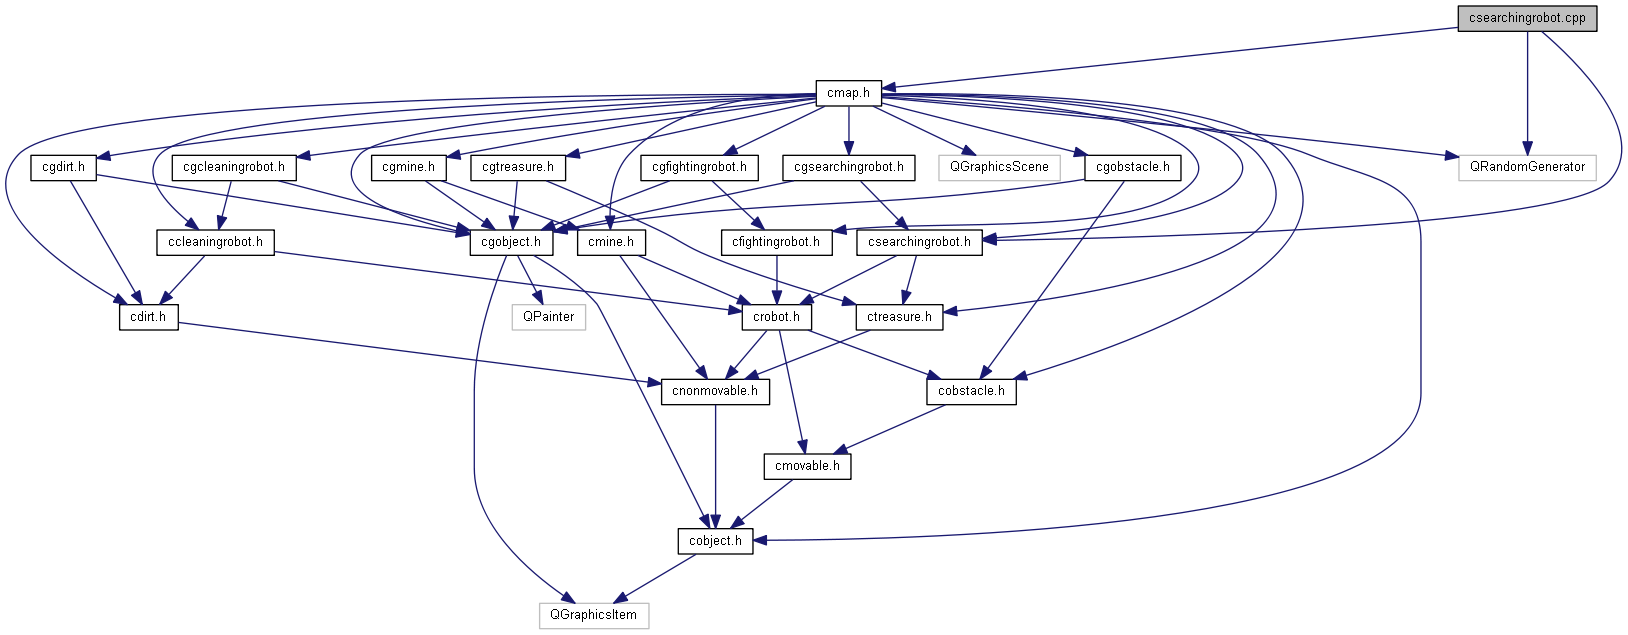 csearchingrobot.cpp
cmap.h
cgdirt.h
cgcleaningrobot.h
cgmine.h
cgtreasure.h
cgfightingrobot.h
cgsearchingrobot.h
QGraphicsScene
cgobstacle.h
QRandomGenerator
ccleaningrobot.h
cgobject.h
cmine.h
cfightingrobot.h
csearchingrobot.h
cdirt.h
QPainter
crobot.h
ctreasure.h
cnonmovable.h
cobstacle.h
cmovable.h
cobject.h
QGraphicsItem